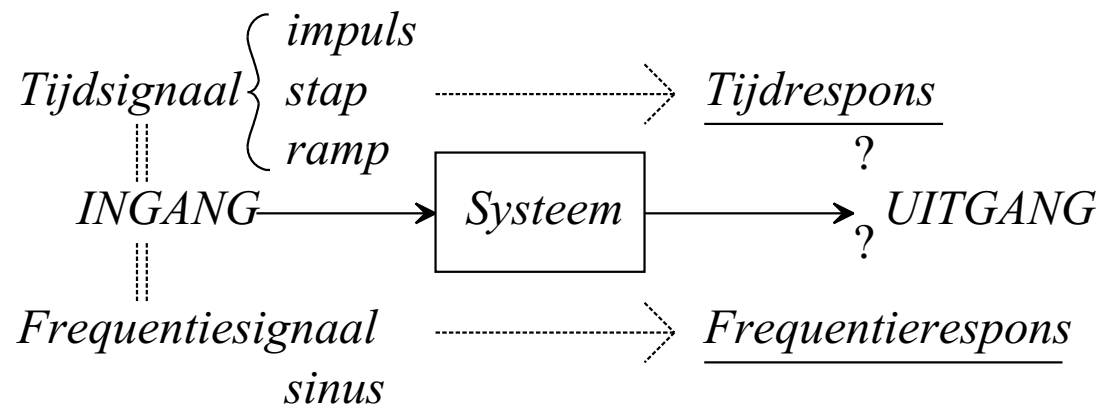 impuls
Tijdsignaal stap Tijdrespons
ramp ?
INGANG Systeem UITGANG
?
Frequentiesignaal Frequentierespons
sinus